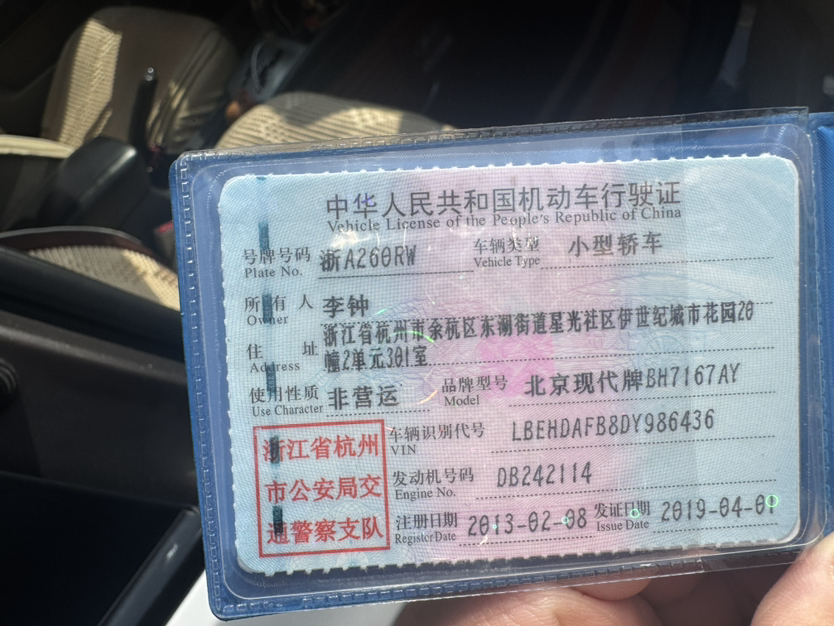 中华人民共和国机动车行驶证
Vehicle License of the People's Republic of China
号牌号码 浙A260RW 车辆类型 小型轿车
Plate No. Vehicle Type
所有人 李钟
Owner
住址 浙江省杭州市余杭区东湖街道星光社区伊世纪城市花园20
Address 幢2单元301室
使用性质 非营运 品牌型号 北京现代牌BH7167AY
Use Character Model
浙江省杭州
市公安局交
通警察支队
车辆识别代号 LBEHDAFB8DY986436
VIN
发动机号码 DB242114
Engine No.
注册日期 2013-02-08 发证日期 2019-04-01
Register Date Issue Date